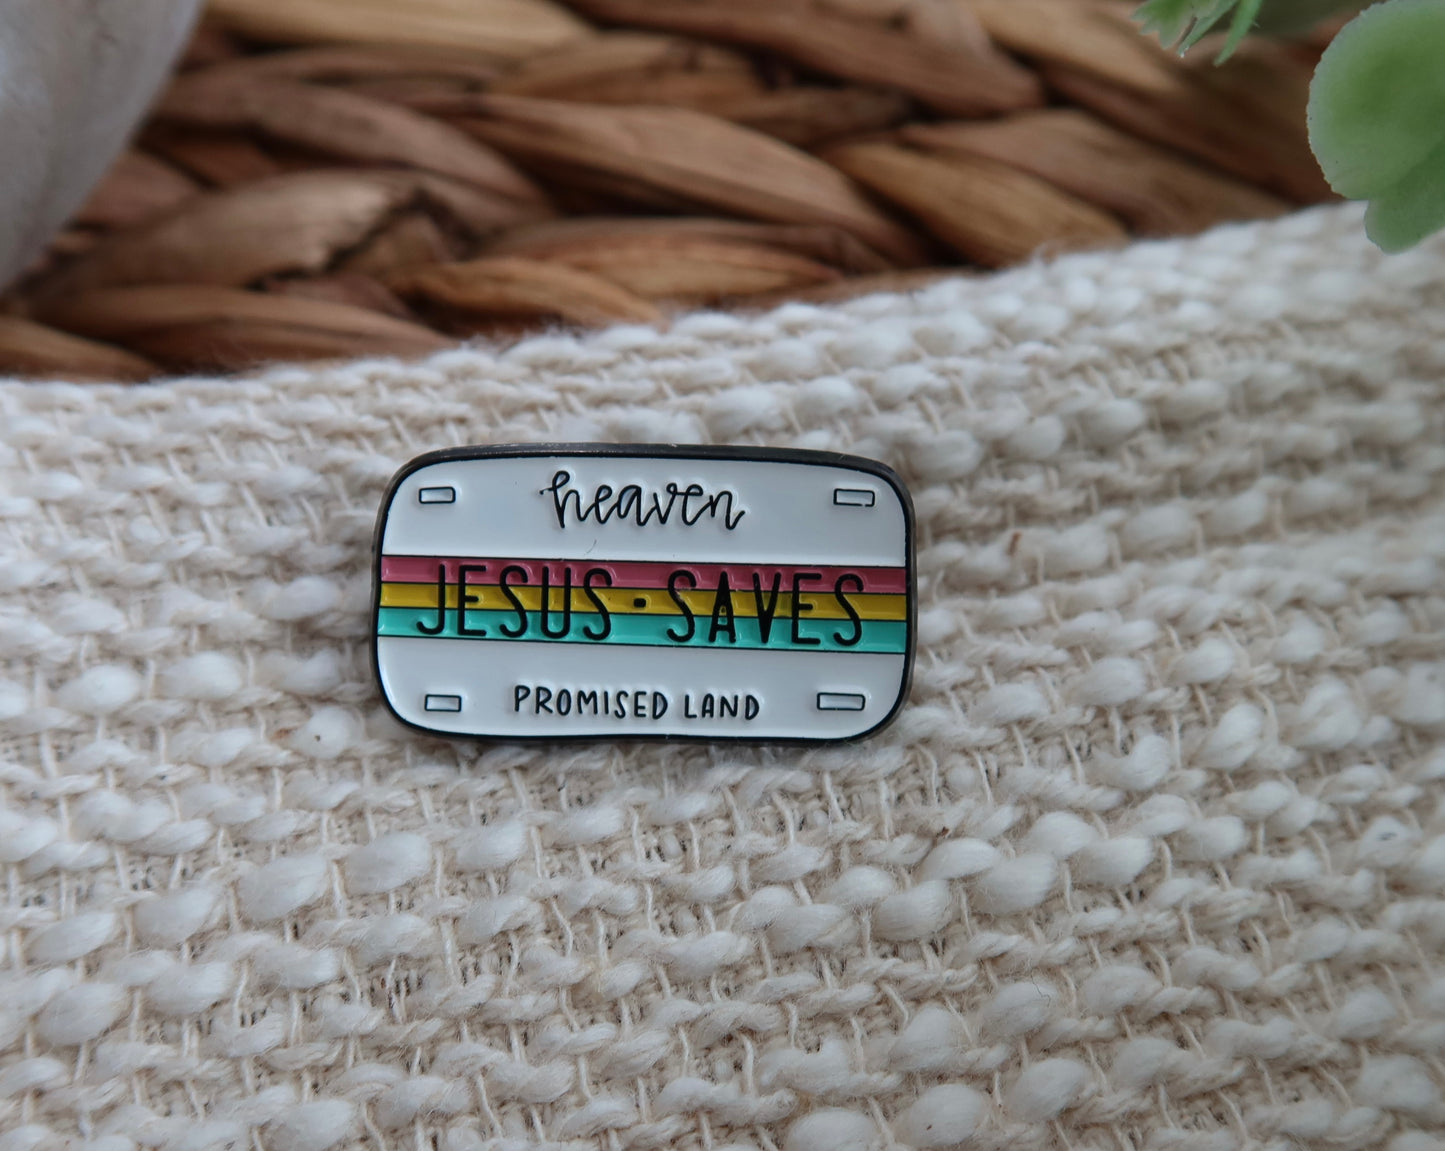 heaven
JESUS · SAVES
PROMISED LAND